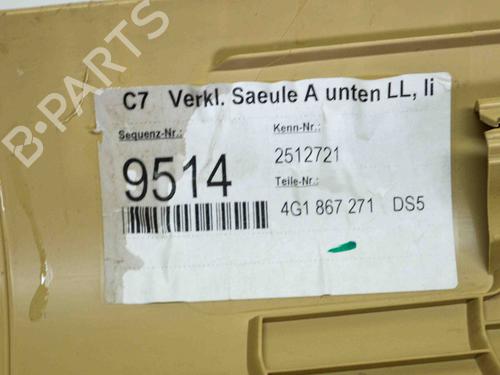 B-PARTS
C7 Verkl. Saeule A unten LL, li
Sequenz-Nr.: Kenn-Nr.:
9514 2512721
Teile-Nr.:
4G1 867 271 DS5